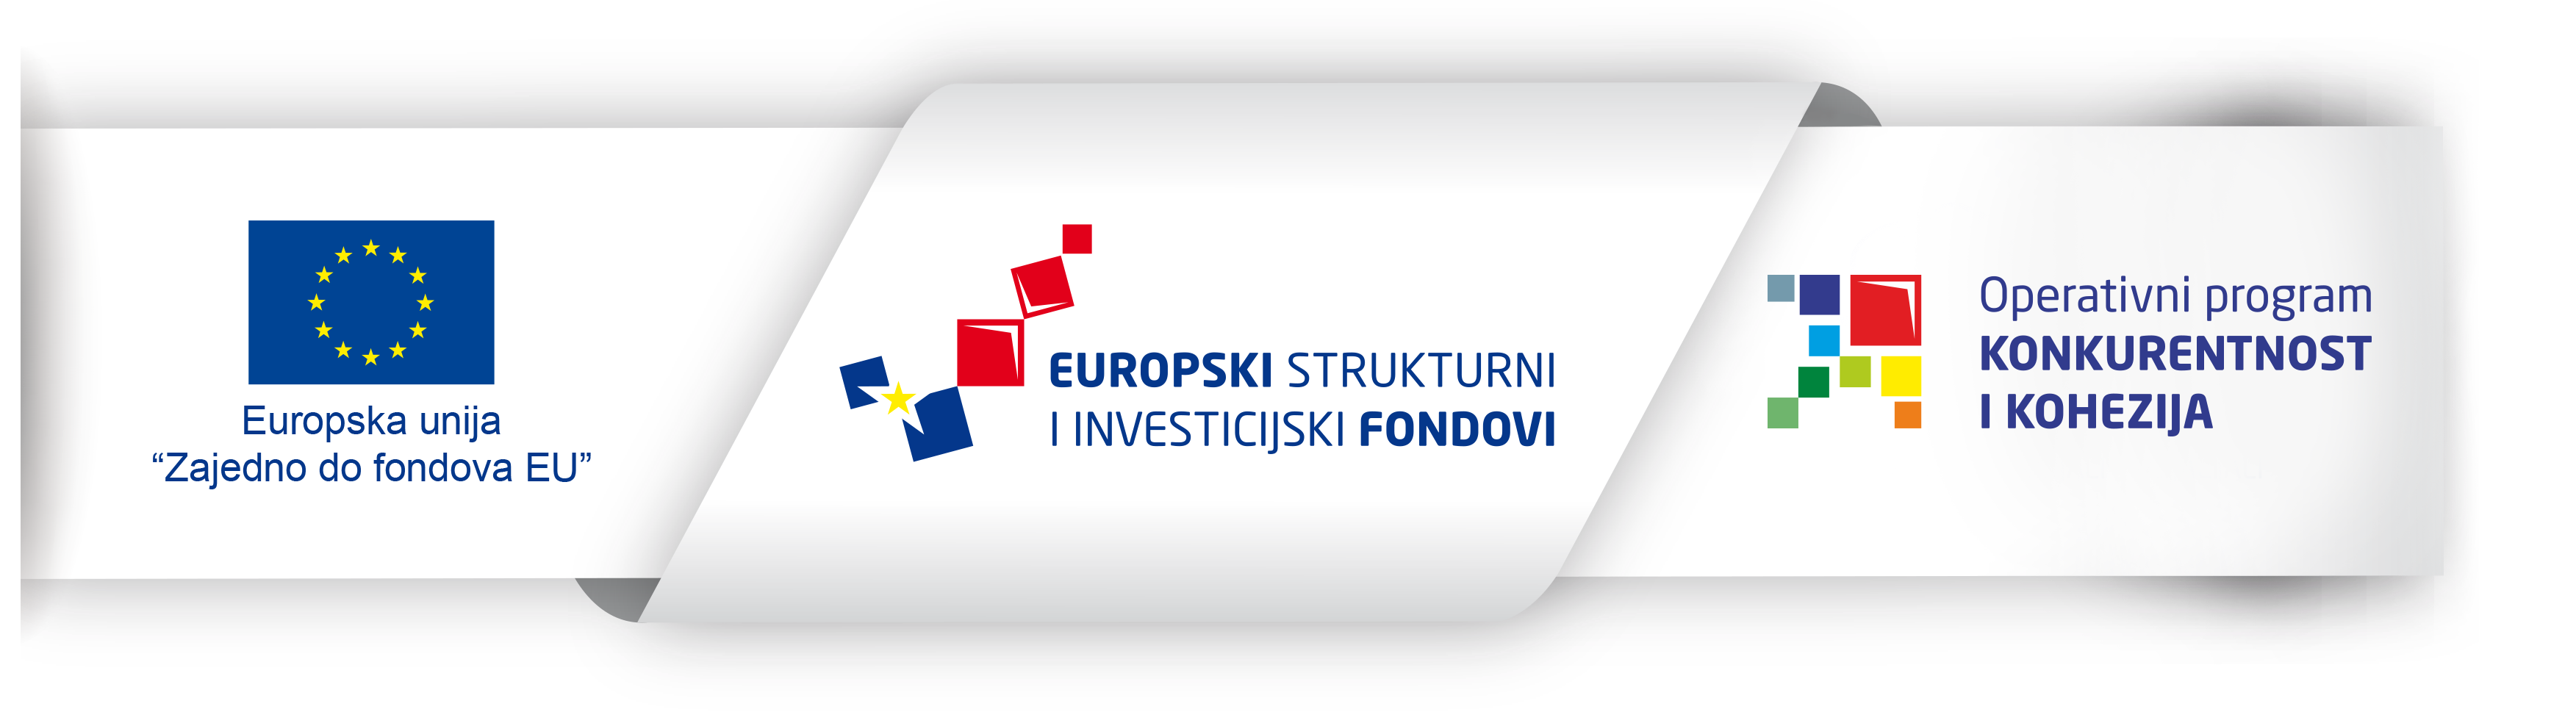 Europska unija
“Zajedno do fondova EU”
EUROPSKI STRUKTURNI
I INVESTICIJSKI FONDOVI
Operativni program
KONKURENTNOST
I KOHEZIJA